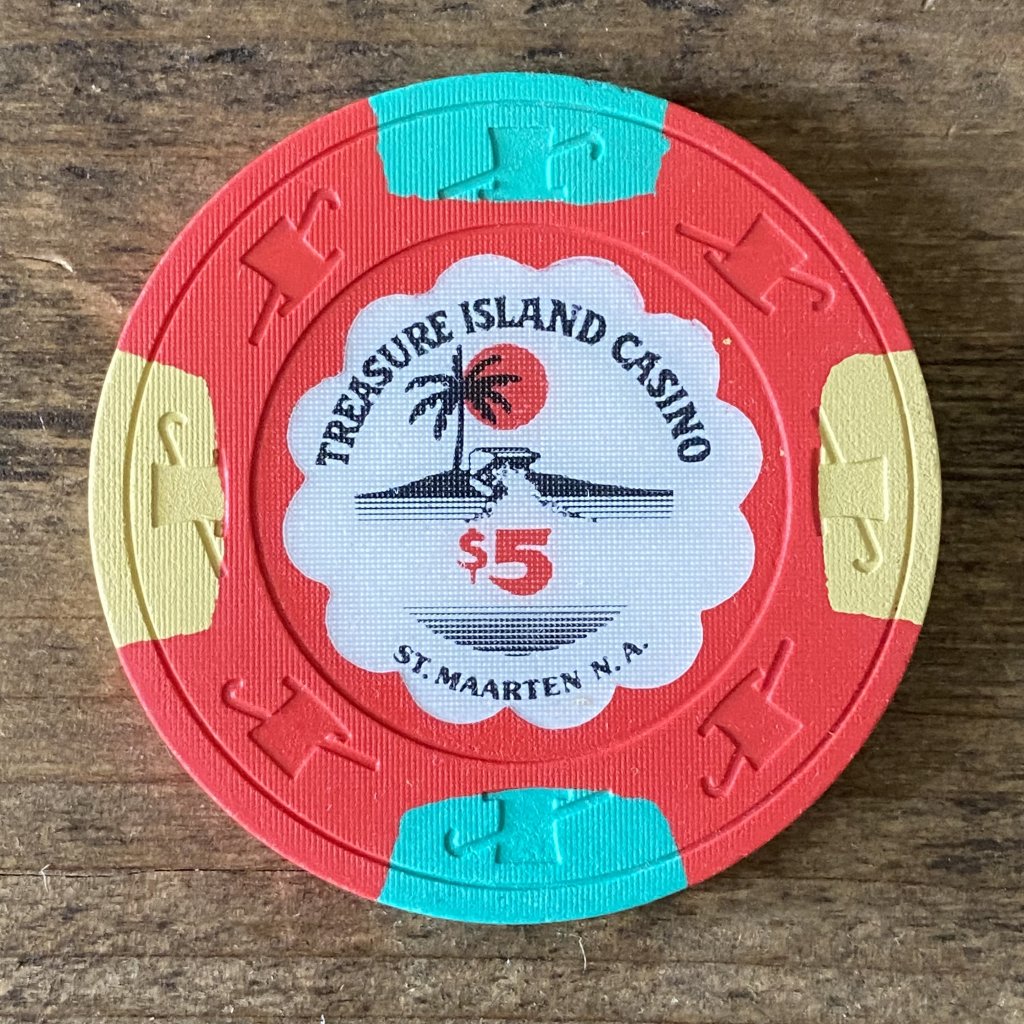 TREASURE ISLAND CASINO
$5
ST. MAARTEN N. A.